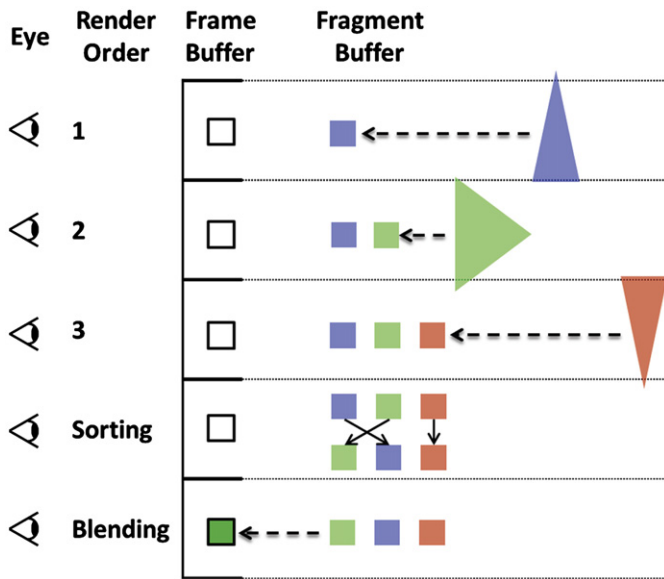 Eye
Render
Order
Frame
Buffer
Fragment
Buffer
1
2
3
Sorting
Blending